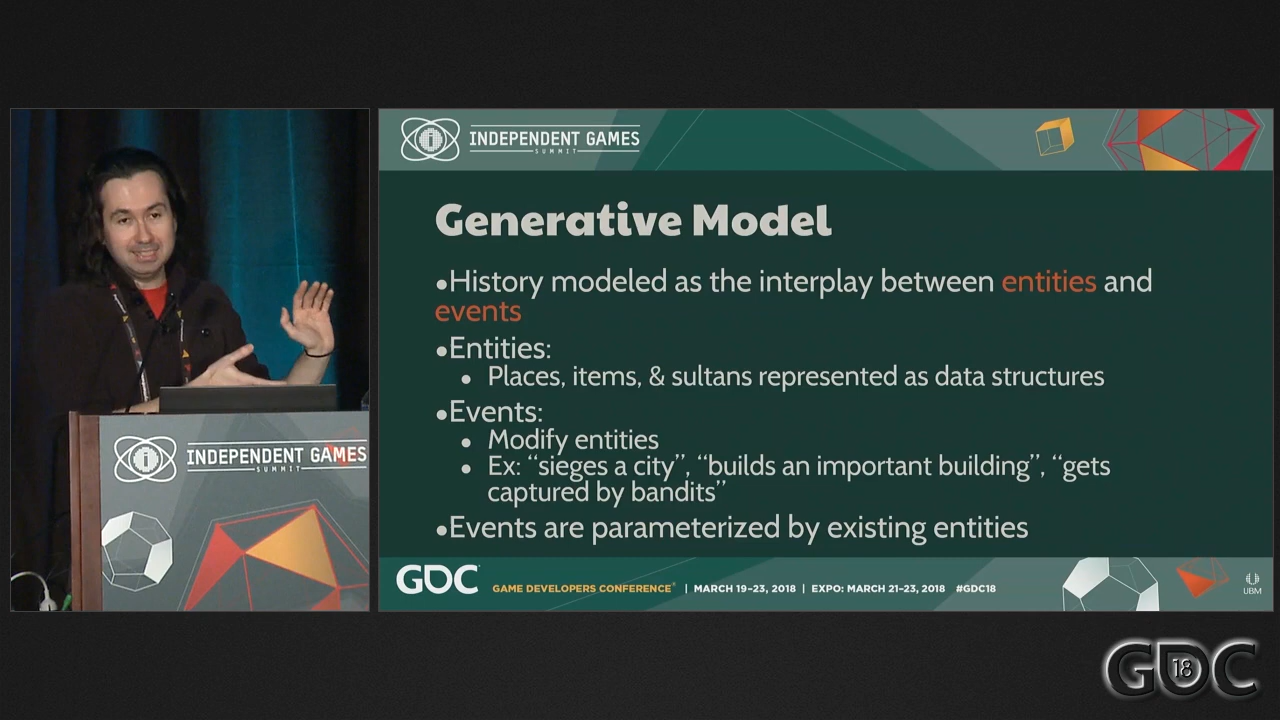 INDEPENDENT GAMES
SUMMIT
Generative Model
•History modeled as the interplay between entities and
events
•Entities:
• Places, items, & sultans represented as data structures
•Events:
• Modify entities
• Ex: “sieges a city”, “builds an important building”, “gets
captured by bandits”
•Events are parameterized by existing entities
INDEPENDENT GAMES
SUMMIT
GDC GAME DEVELOPERS CONFERENCE® | MARCH 19–23, 2018 | EXPO: MARCH 21–23, 2018 #GDC18
UBM
GDC 18